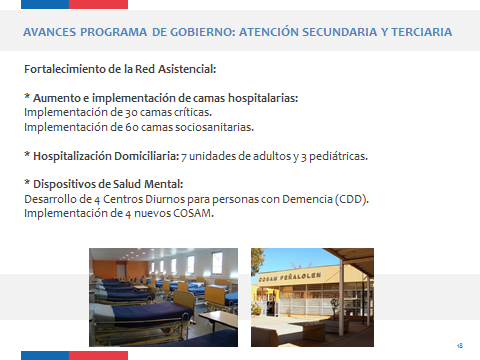 AVANCES PROGRAMA DE GOBIERNO: ATENCIÓN SECUNDARIA Y TERCIARIA
Fortalecimiento de la Red Asistencial:
* Aumento e implementación de camas hospitalarias:
Implementación de 30 camas críticas.
Implementación de 60 camas sociosanitarias.
* Hospitalización Domiciliaria: 7 unidades de adultos y 3 pediátricas.
* Dispositivos de Salud Mental:
Desarrollo de 4 Centros Diurnos para personas con Demencia (CDD).
Implementación de 4 nuevos COSAM.
COSAM PEÑALOLEN
18